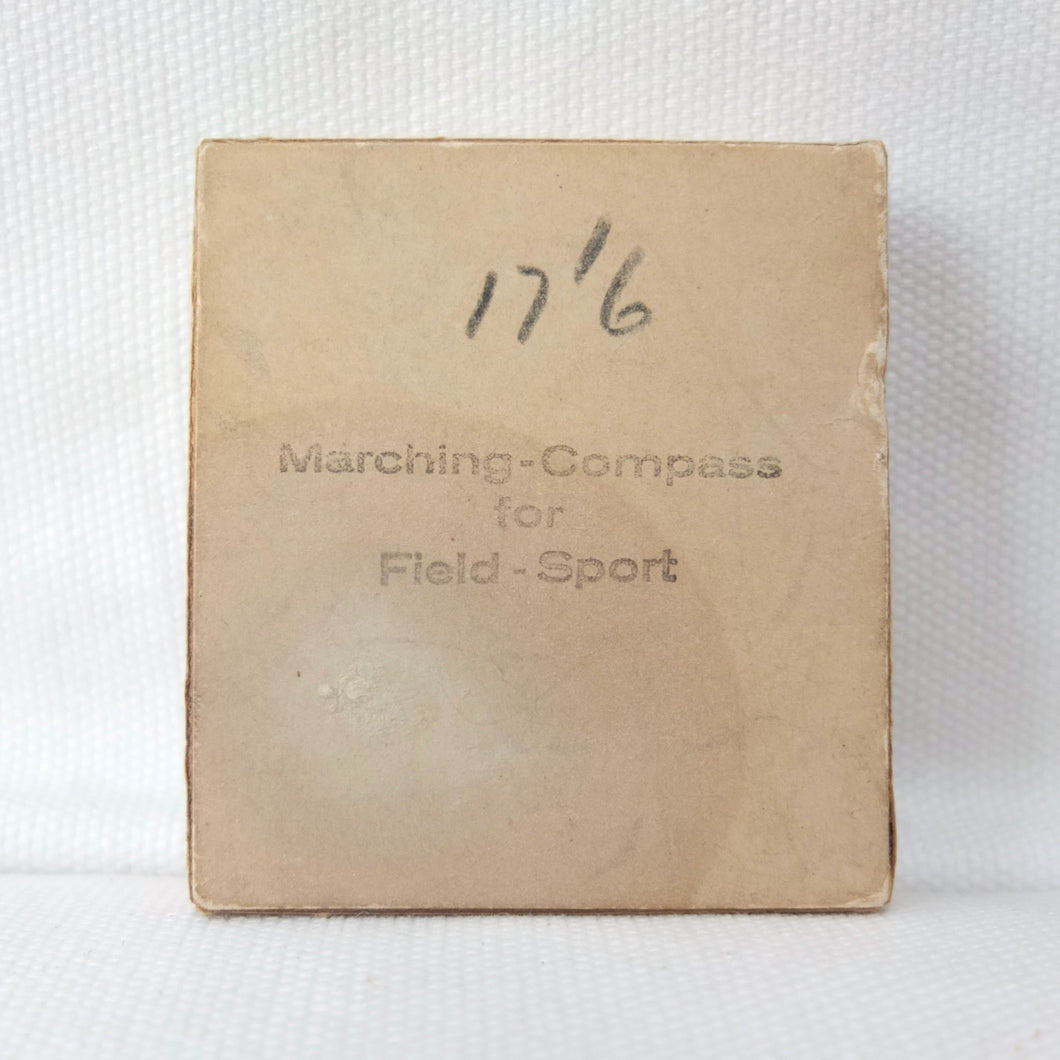 17'6
Marching-Compass
for
Field-Sport